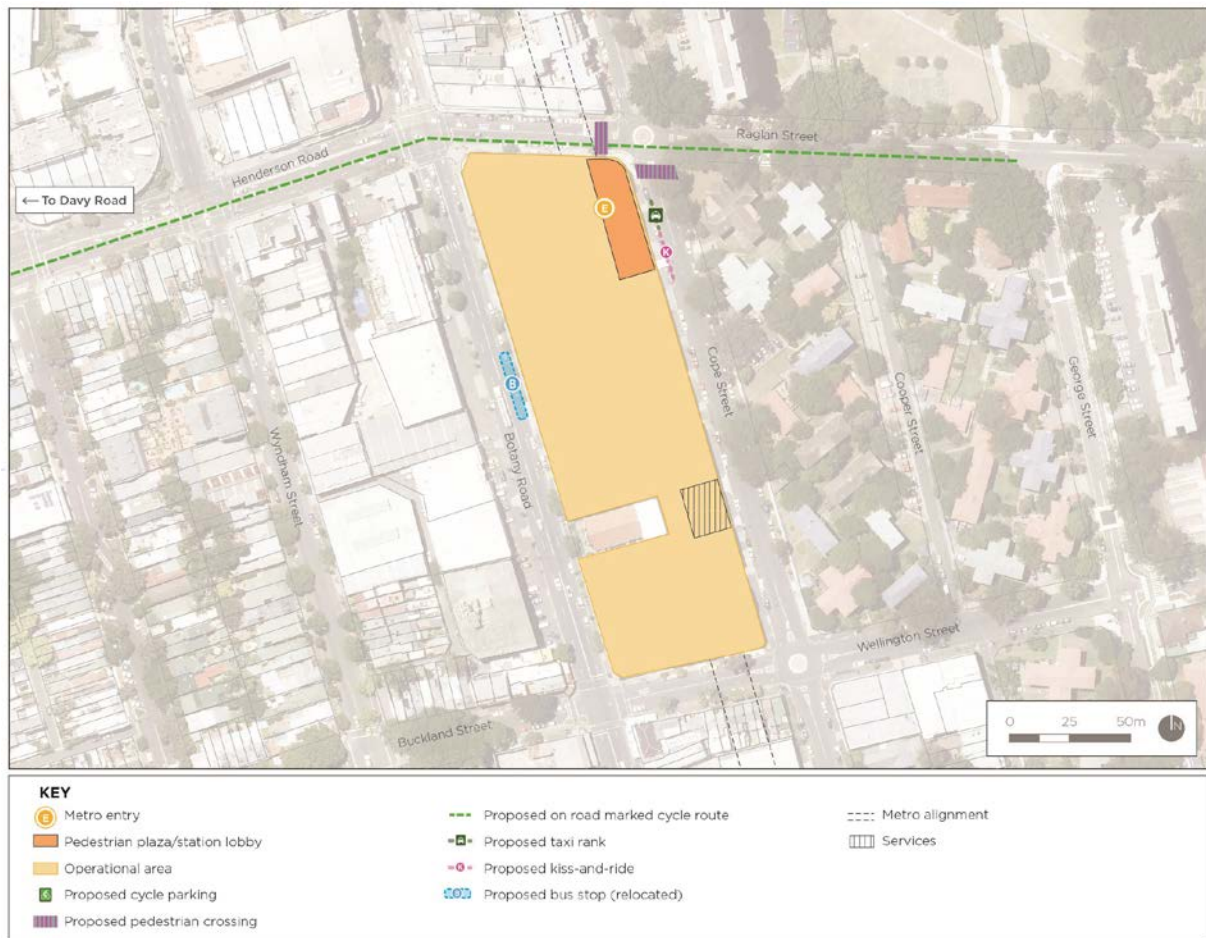 Raglan Street
Henderson Road
← To Davy Road
E
K
Cope Street
B
George Street
Cooper Street
Wyndham Street
Botany Road
Wellington Street
Buckland Street
0 25 50m
N
KEY
E Metro entry
Pedestrian plaza/station lobby
Operational area
Proposed cycle parking
Proposed pedestrian crossing
Proposed on road marked cycle route
Proposed taxi rank
K Proposed kiss-and-ride
Proposed bus stop (relocated)
Metro alignment
Services